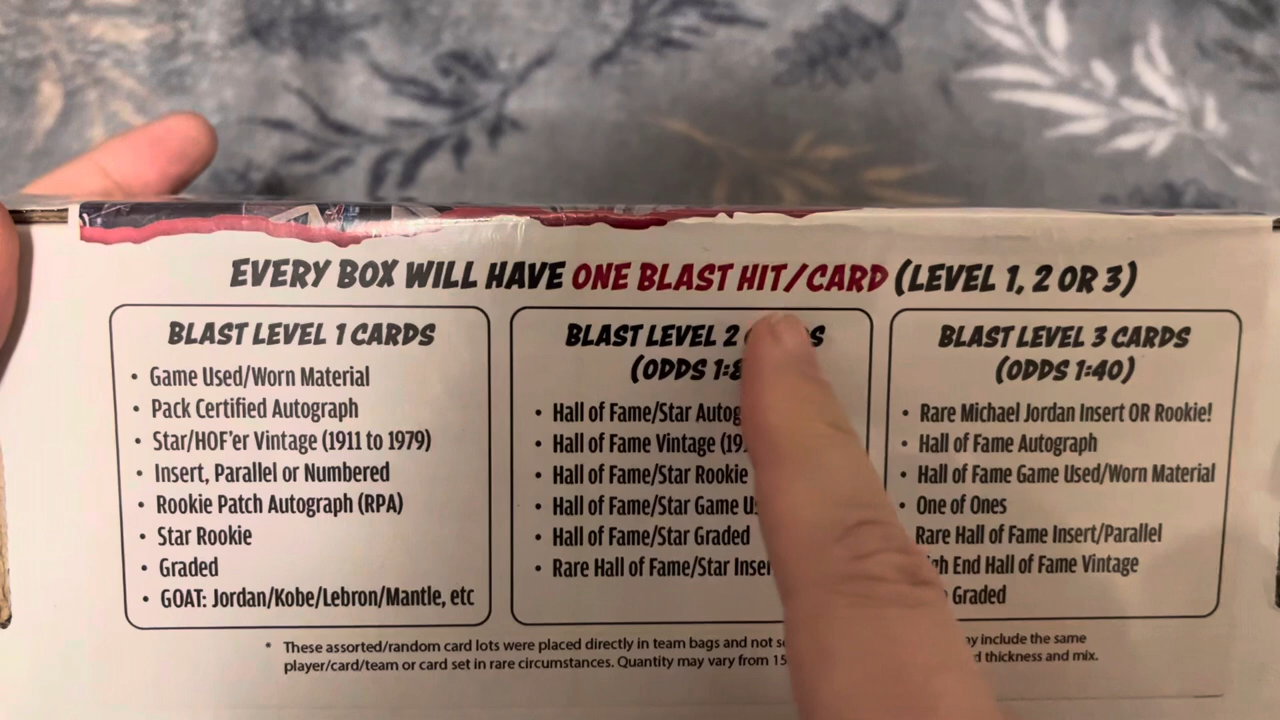 EVERY BOX WILL HAVE ONE BLAST HIT/CARD (LEVEL 1, 2 OR 3)
BLAST LEVEL 1 CARDS
• Game Used/Worn Material
• Pack Certified Autograph
• Star/HOF'er Vintage (1911 to 1979)
• Insert, Parallel or Numbered
• Rookie Patch Autograph (RPA)
• Star Rookie
• Graded
• GOAT: Jordan/Kobe/Lebron/Mantle, etc
BLAST LEVEL 2
(ODDS
• Hall of Fame/Star
• Hall of Fame Vintage
• Hall of Fame/Star Rookie
• Hall of Fame/Star Game
• Hall of Fame/Star Graded
• Rare Hall of Fame/Star
BLAST LEVEL 3 CARDS
(ODDS 1:40)
• Rare Michael Jordan Insert OR Rookie!
• Hall of Fame Autograph
• Hall of Fame Game Used/Worn Material
• One of Ones
Rare Hall of Fame Insert/Parallel
End Hall of Fame Vintage
Graded
* These assorted/random card lots were placed directly in team bags and not include the same
player/card/team or card set in rare circumstances. Quantity may vary from thickness and mix.